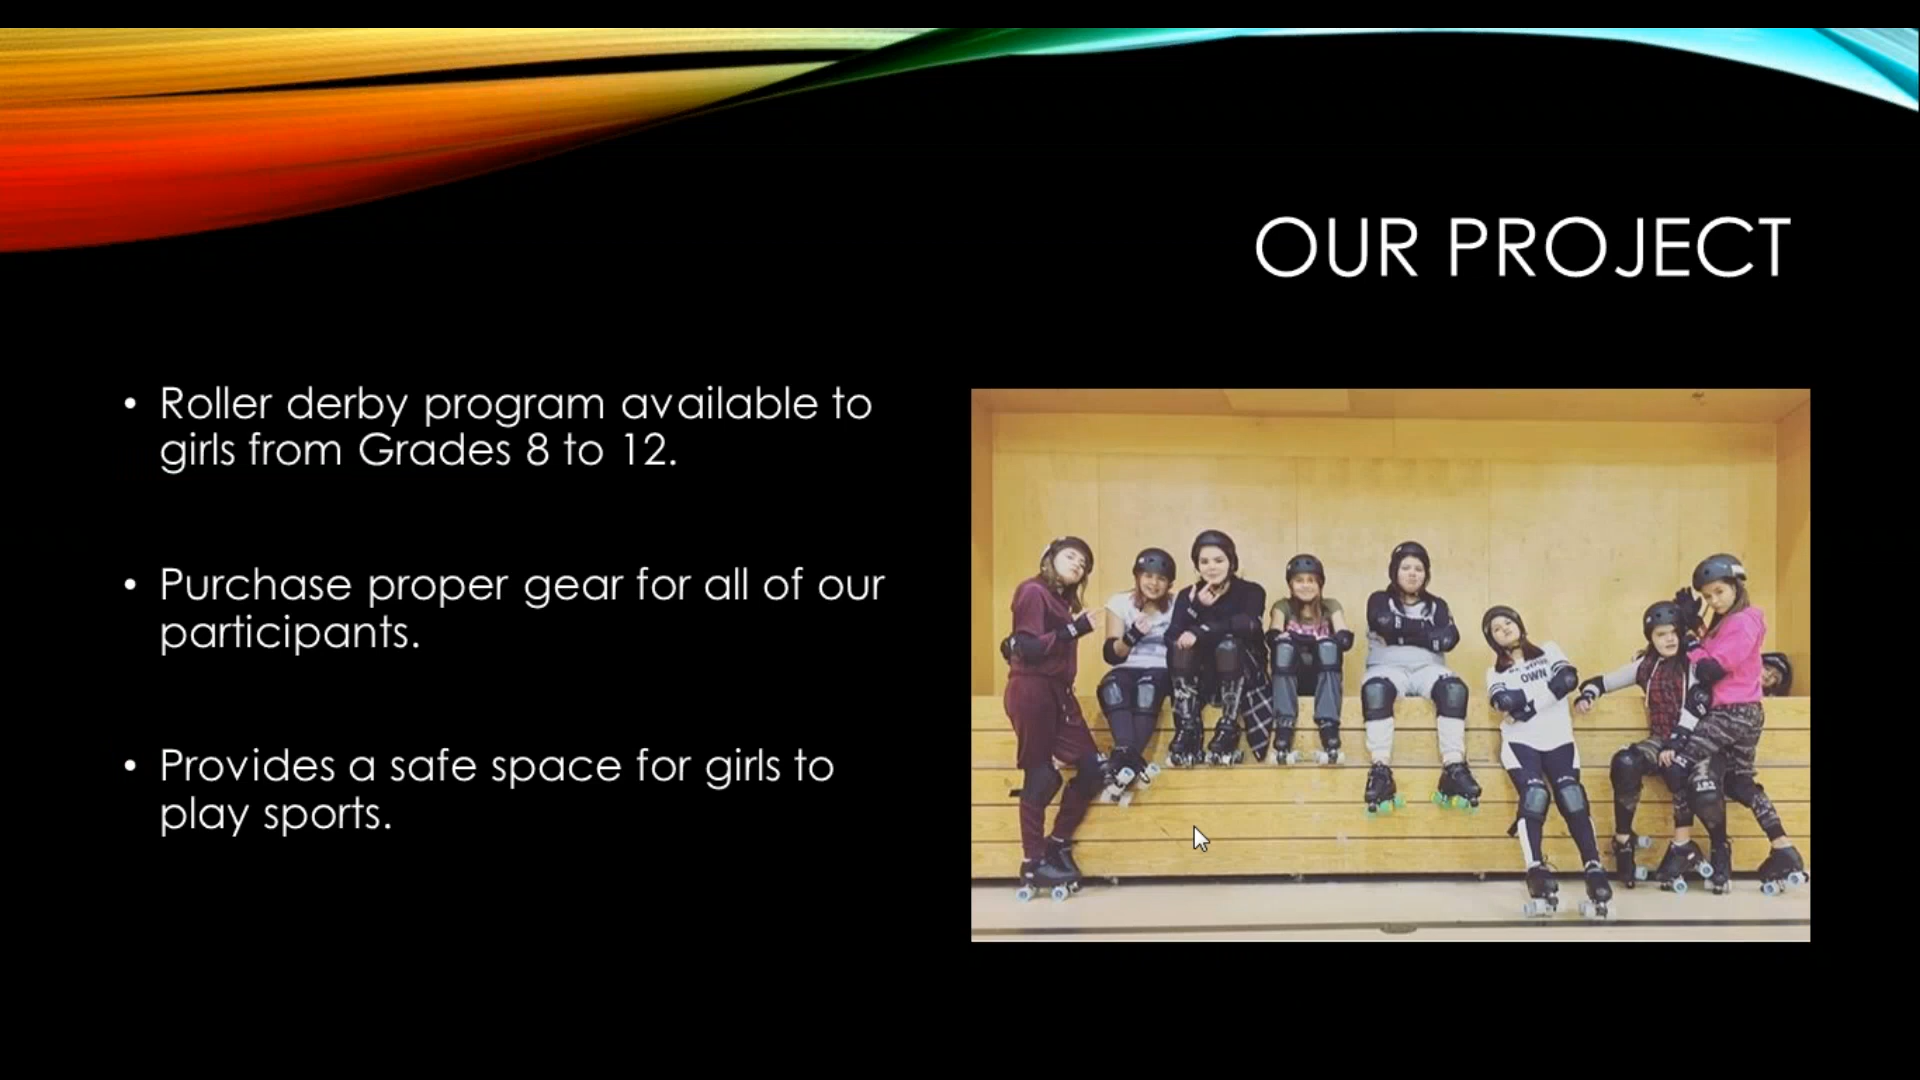 OUR PROJECT
• Roller derby program available to
girls from Grades 8 to 12.
• Purchase proper gear for all of our
participants.
• Provides a safe space for girls to
play sports.
OWN